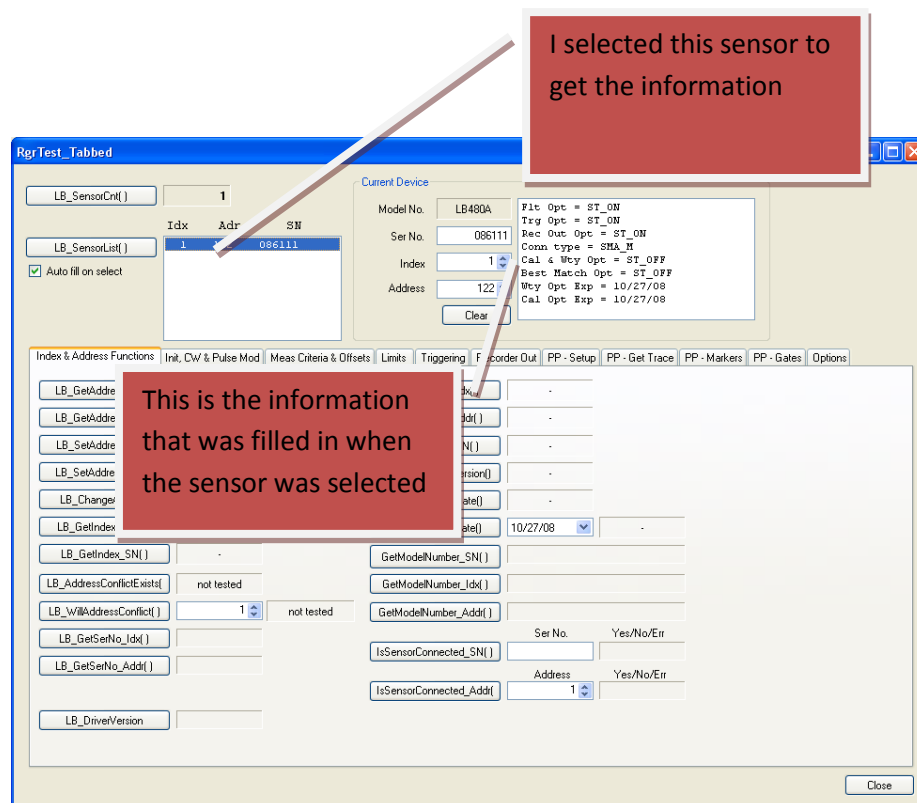 I selected this sensor to
get the information
RgrTest_Tabbed
LB_SensorCnt( )
1
Idx Adr SN
LB_SensorList( )
1 086111
Auto fill on select
Current Device
Model No. LB480A
Ser No. 086111
Index 1
Address 122
Clear
Flt Opt = ST_ON
Trg Opt = ST_ON
Rec Out Opt = ST_ON
Conn type = SMA_M
Cal & Wty Opt = ST_OFF
Best Match Opt = ST_OFF
Wty Opt Exp = 10/27/08
Cal Opt Exp = 10/27/08
Index & Address Functions Init, CW & Pulse Mod Meas Criteria & Offsets Limits Triggering Recorder Out PP - Setup PP - Get Trace PP - Markers PP - Gates Options
This is the information
that was filled in when
the sensor was selected
LB_GetAddre
LB_GetAddre
LB_SetAddre
LB_SetAddre
LB_Change
LB_GetIndex
LB_GetIndex_SN( ) -
LB_AddressConflictExists( not tested
LB_WillAddressConflict( ) 1 not tested
LB_GetSerNo_Idx( )
LB_GetSerNo_Addr( )
LB_DriverVersion
-
ddr( ) -
N( ) -
ersion() -
ate() -
ate() 10/27/08 -
GetModelNumber_SN( )
GetModelNumber_Idx( )
GetModelNumber_Addr( )
Ser No. Yes/No/Err
IsSensorConnected_SN( )
Address Yes/No/Err
IsSensorConnected_Addr( 1
Close